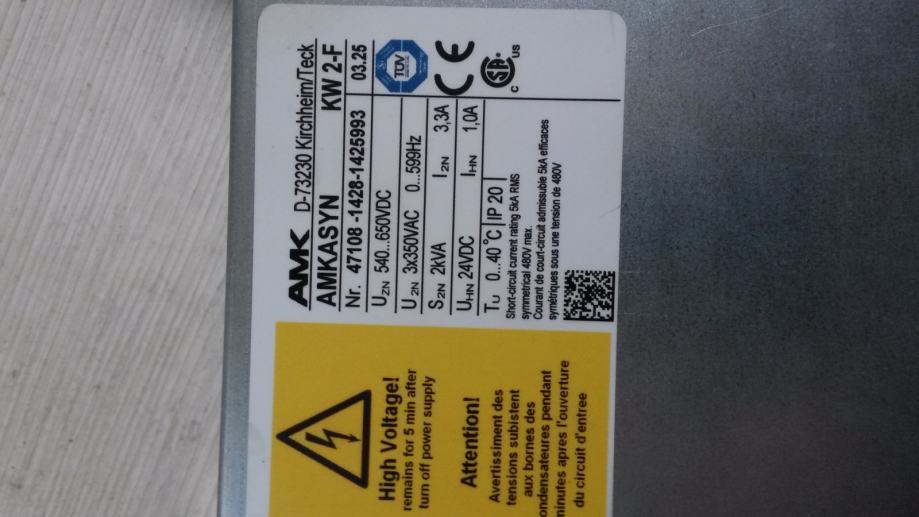 AMK D-73230 Kirchheim/Teck
AMKASYN KW 2-F
Nr. 47108 -1428-1425993 03.25
UZN 540...650VDC
U2N 3x350VAC 0...599Hz
S2N 2kVA I2N 3,3A
UHN 24VDC IHN 1,0A
TU 0...40°C IP 20
Short-circuit current rating 5kA RMS
symmetrical 480V max.
Courant de court-circuit admissible 5kA efficaces
symétriques sous une tension de 480V
TÜV
CE
C US
High Voltage!
remains for 5 min after
turn off power supply
Attention!
Avertissiment des
tensions subistent
aux bornes des
ondensateures pendant
minutes apres l'ouverture
du circuit d'entree